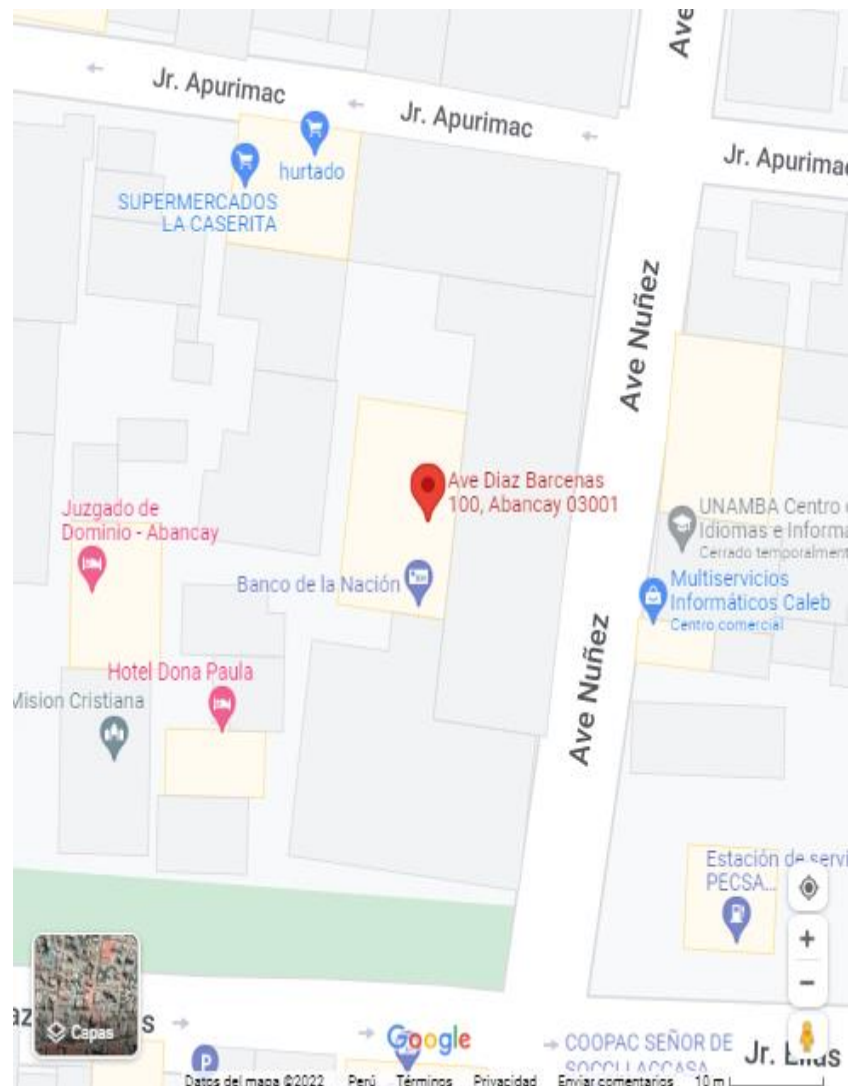 Ave
Jr. Apurimac
Jr. Apurimac
Jr. Apurimac
hurtado
SUPERMERCADOS
LA CASERITA
Ave Nuñez
Ave Diaz Barcenas
100, Abancay 03001
Juzgado de
Dominio - Abancay
UNAMBA Centro
Idiomas e Informa
Cerrado temporalment
Banco de la Nación
Multiservicios
Informáticos Caleb
Centro comercial
Ave Nuñez
Hotel Dona Paula
Mision Cristiana
Estación de servi
PECSA...
+
−
Capas
s
P
Google
COOPAC SEÑOR DE
SOCCLLACCASA
Jr.
Datos del mapa ©2022 Perú Términos Privacidad Enviar comentarios 10 m